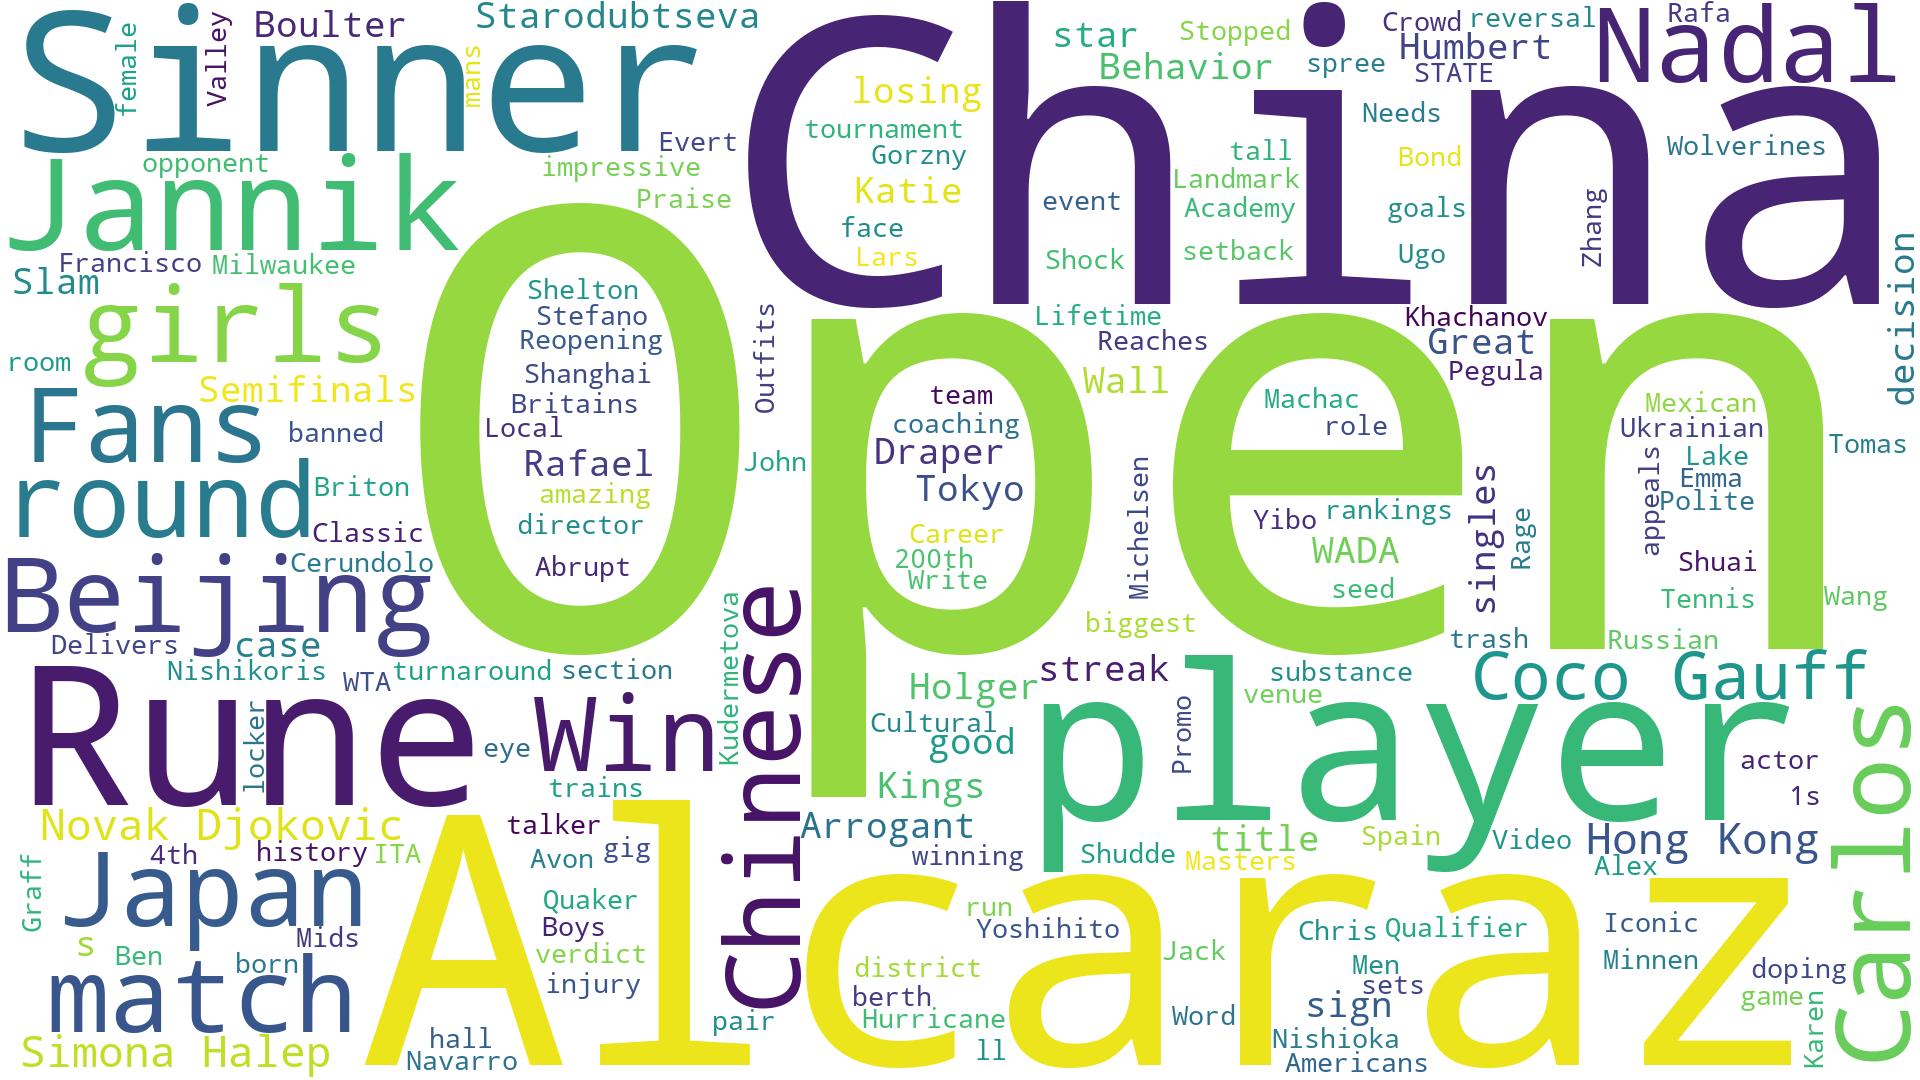 Sinner
China
Open
Alcaraz
player
Rune
Nadal
Jannik
girls
Fans
round
Beijing
Win
Chinese
Carlos
Japan
match
Coco Gauff
Hong Kong
Novak Djokovic
Simona Halep
female
Valley
Boulter
mans
Starodubtseva
Evert
opponent
impressive
Praise
losing
tournament
Gorzny
Katie
face
Lars
star
Stopped
Behavior
Crowd
reversal
Rafa
Humbert
spree
STATE
Needs
Wolverines
tall
Bond
Landmark
event
Academy
goals
Zhang
setback
Ugo
Shock
decision
Francisco
Milwaukee
Slam
Shelton
Stefano
Reopening
Outfits
Lifetime
Reaches
Khachanov
Great
Pegula
room
Semifinals
Shanghai
Britains
Local
Rafael
amazing
director
Abrupt
banned
Briton
Classic
Cerundolo
John
team
coaching
Draper
Tokyo
Career
200th
Write
Wall
Michelsen
biggest
Machac
role
Yibo
rankings
WADA
seed
singles
Rage
Mexican
Ukrainian
Lake
appeals
Emma
Polite
Shuai
Tennis
Tomas
Wang
trash
Russian
Delivers
case
Nishikoris
WTA
turnaround
section
Kudermetova
Holger
streak
substance
venue
Cultural
good
Promo
Kings
locker
eye
trains
actor
1s
talker
Arrogant
winning
Shudde
title
Masters
Spain
Video
Alex
4th
history
ITA
Avon
gig
Graff
Quaker
Boys
verdict
injury
Mids
s
Ben
born
run
Yoshihito
district
berth
Hurricane
ll
Jack
Chris
Qualifier
Men
sets
sign
Iconic
Minnen
doping
game
Karen
hall
Navarro
pair
Word
Nishioka
Americans